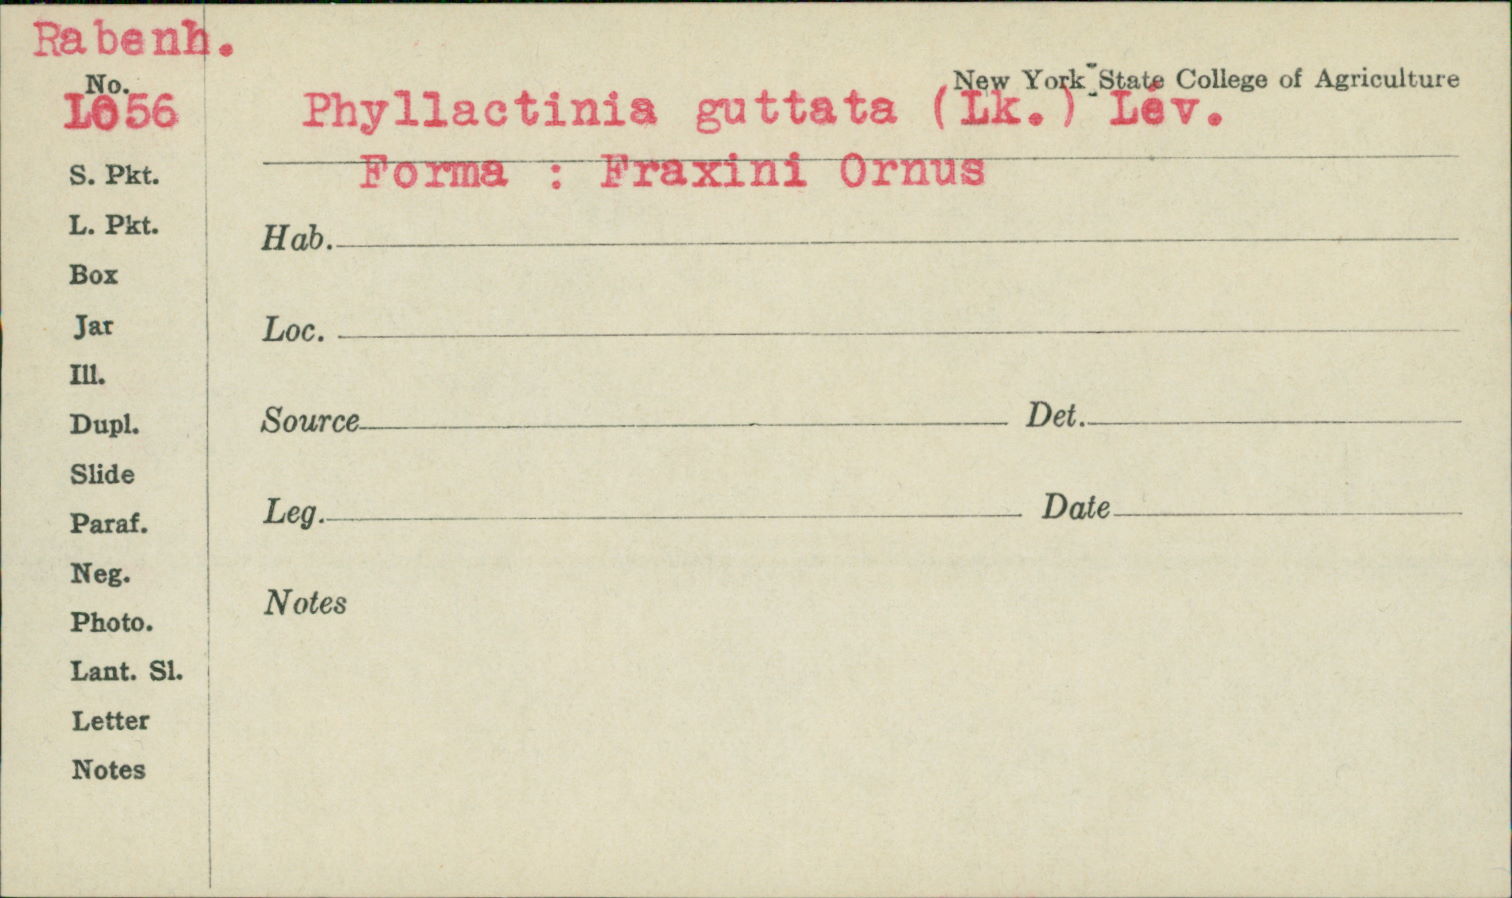 Rabenh.
No.
1056
New York State College of Agriculture
Phyllactinia guttata (Lk.) Lév.
Forma : Fraxini Ornus
S. Pkt.
L. Pkt.
Box
Jar
Ill.
Dupl.
Slide
Paraf.
Neg.
Photo.
Lant. Sl.
Letter
Notes
Hab.
Loc.
Source Det.
Leg. Date
Notes